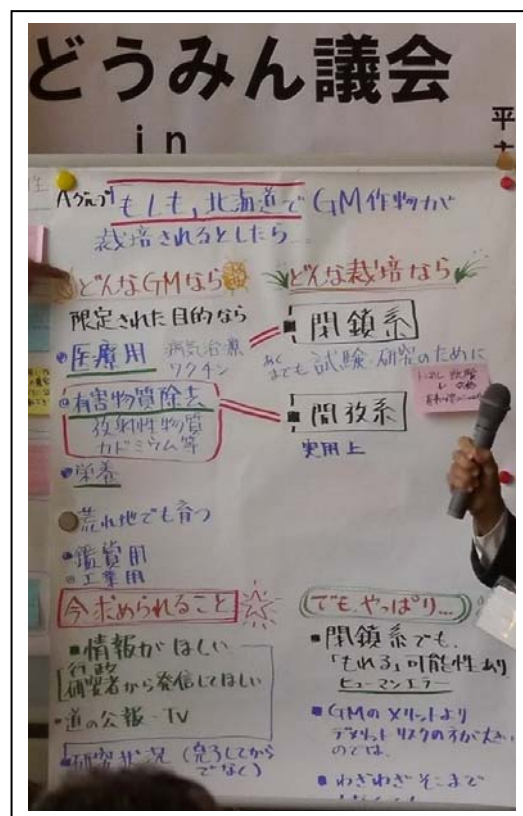 どうみん議会
in
平
Aグループ
もしも、北海道でGM作物が
栽培されるとしたら…
どんなGMなら
限定された目的なら
医療用 病気治療
ワクチン
有害物質除去
放射性物質
カドミウム等
栄養
荒れ地でも育つ
鑑賞用
工業用
どんな栽培なら
閉鎖系
あくまでも試験・研究のために
開放系
実用上
今求められること
情報がほしい
行政
研究者から発信してほしい
道の公報・TV
研究状況(完了してから
でなく)
でも、やっぱり…
閉鎖系でも、
「もれる」可能性あり
ヒューマンエラー
GMのメリットより
デメリットリスクの方が大きい
のでは、
わざわざそこまで